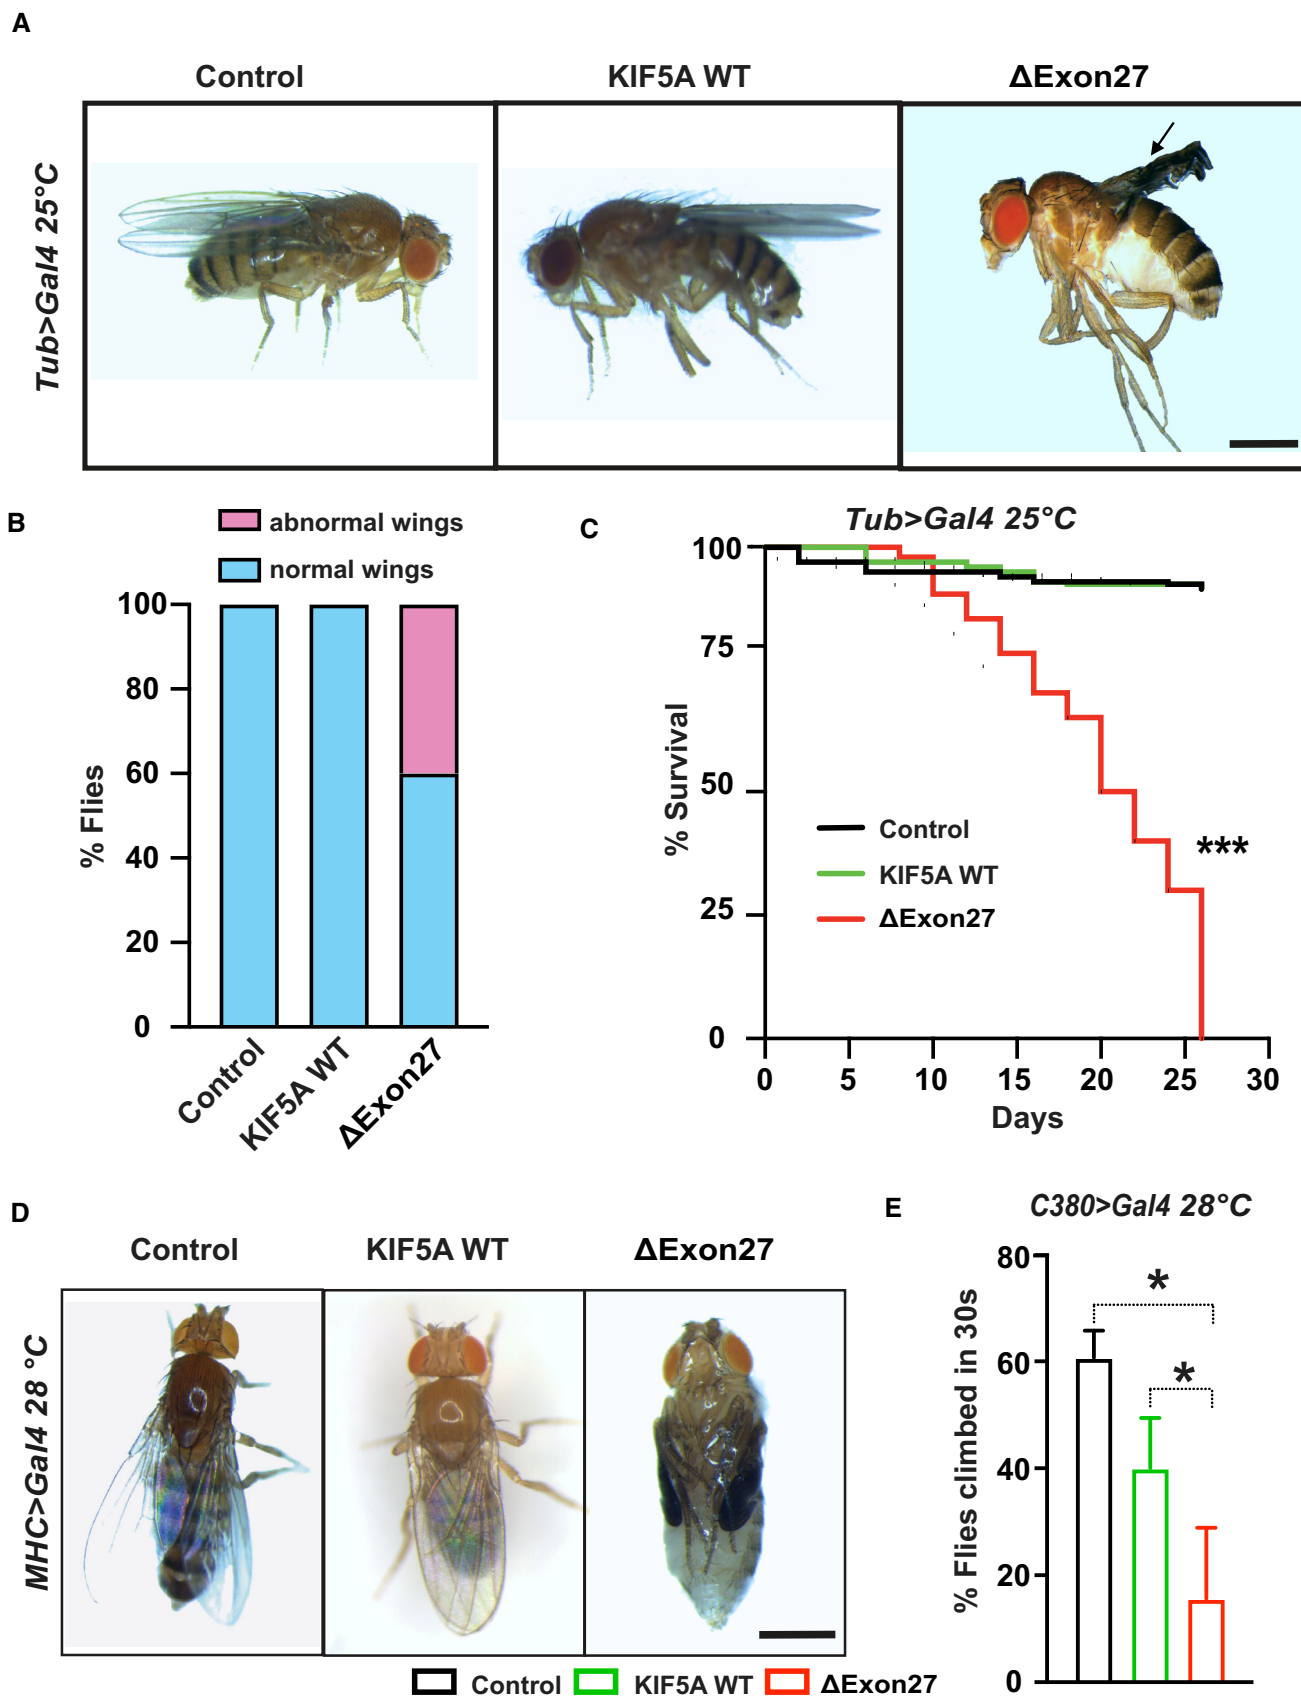 A
Control
KIF5A WT
ΔExon27
Tub>Gal4 25°C
B
abnormal wings
normal wings
% Flies
100
80
60
40
20
0
Control
KIF5A WT
ΔExon27
C
Tub>Gal4 25°C
% Survival
100
75
50
25
0
Control
KIF5A WT
ΔExon27
***
0 5 10 15 20 25 30
Days
D
Control
KIF5A WT
ΔExon27
MHC>Gal4 28 °C
E
C380>Gal4 28°C
% Flies climbed in 30s
80
60
40
20
0
*
*
Control KIF5A WT ΔExon27